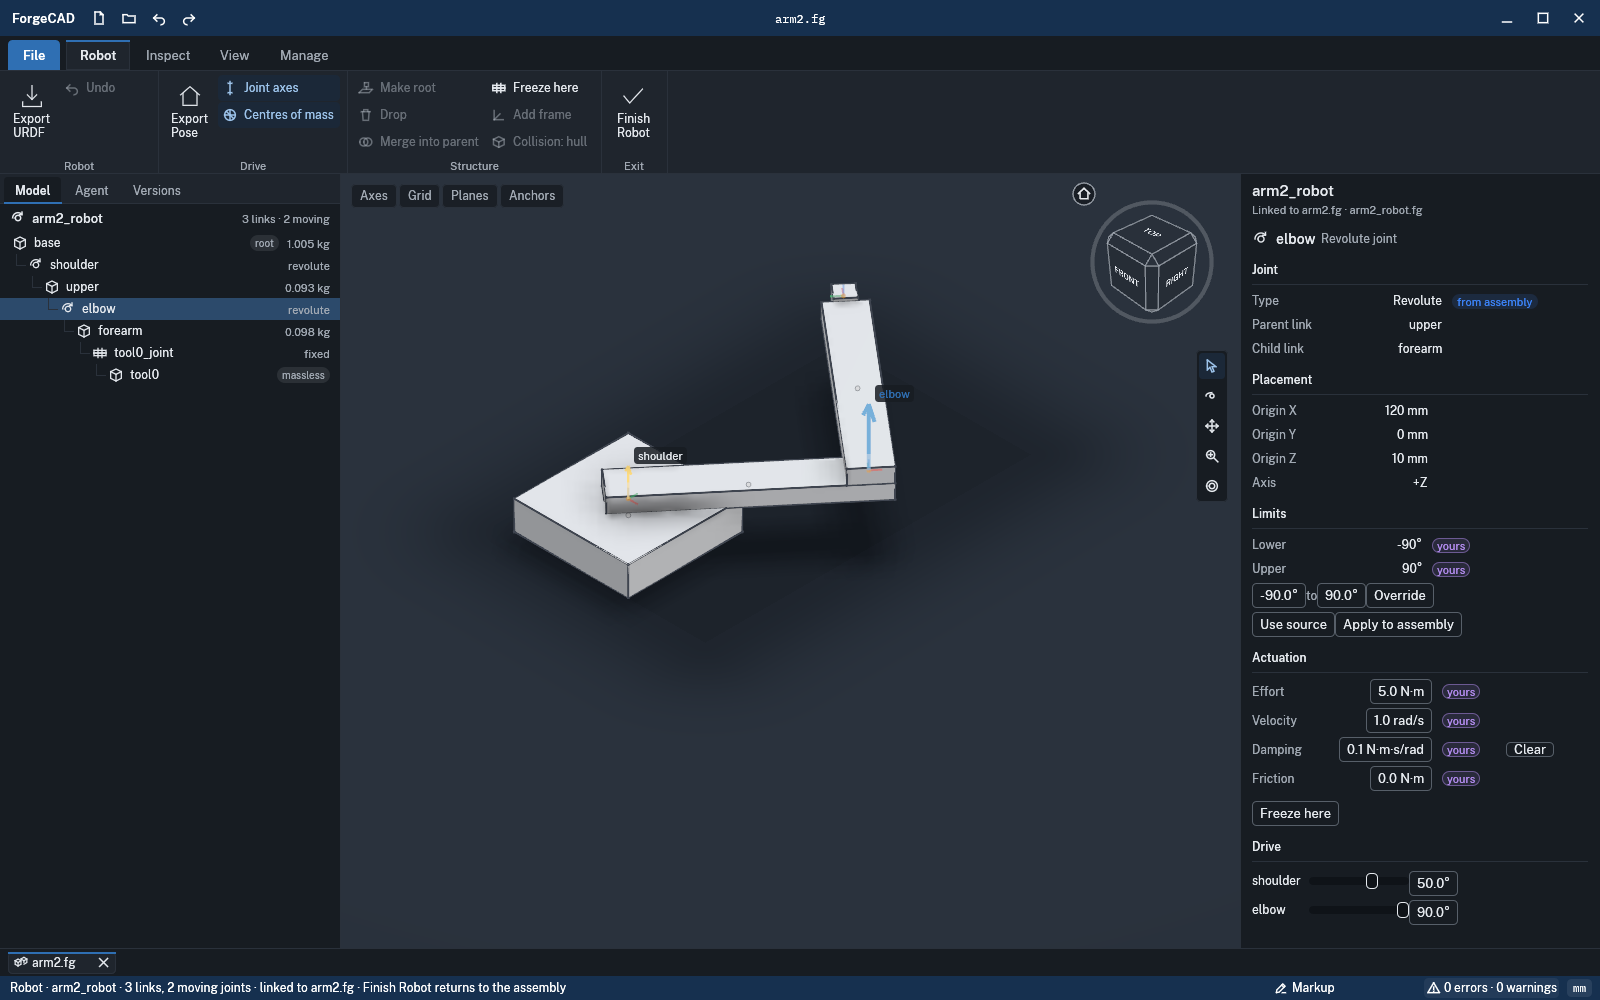 ForgeCAD
arm2.fg
File
Robot
Inspect
View
Manage
Export URDF
Undo
Robot
Export Pose
Joint axes
Centres of mass
Drive
Make root
Drop
Merge into parent
Freeze here
Add frame
Collision: hull
Structure
Finish Robot
Exit
Model
Agent
Versions
arm2_robot
3 links · 2 moving
base
root
1.005 kg
shoulder
revolute
upper
0.093 kg
elbow
revolute
forearm
0.098 kg
tool0_joint
fixed
tool0
massless
Axes
Grid
Planes
Anchors
TOP
FRONT
RIGHT
elbow
shoulder
arm2_robot
Linked to arm2.fg · arm2_robot.fg
elbow Revolute joint
Joint
Type Revolute from assembly
Parent link upper
Child link forearm
Placement
Origin X 120 mm
Origin Y 0 mm
Origin Z 10 mm
Axis +Z
Limits
Lower -90° yours
Upper 90° yours
-90.0° to 90.0° Override
Use source Apply to assembly
Actuation
Effort 5.0 N·m yours
Velocity 1.0 rad/s yours
Damping 0.1 N·m·s/rad yours Clear
Friction 0.0 N·m yours
Freeze here
Drive
shoulder 50.0°
elbow 90.0°
arm2.fg
Robot · arm2_robot · 3 links, 2 moving joints · linked to arm2.fg · Finish Robot returns to the assembly
Markup
0 errors · 0 warnings
mm